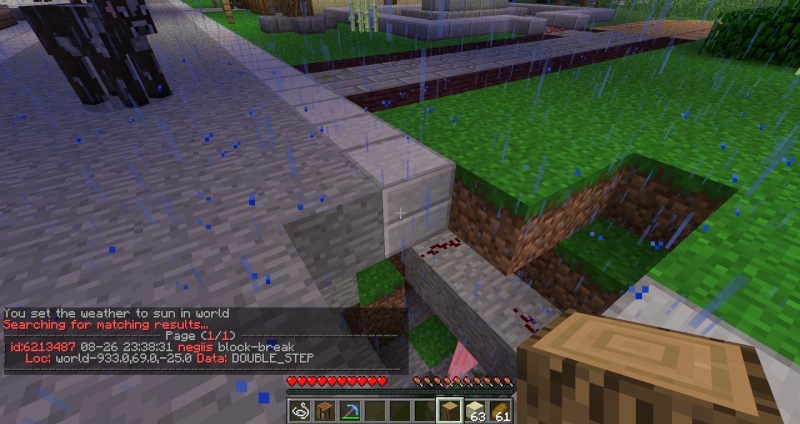 You set the weather to sun in world
Searching for matching results...
Page (1/1)
id:6213487 08-26 23:38:31 negiis block-break
Loc: world-933.0,69.0,-25.0 Data: DOUBLE_STEP
63 61